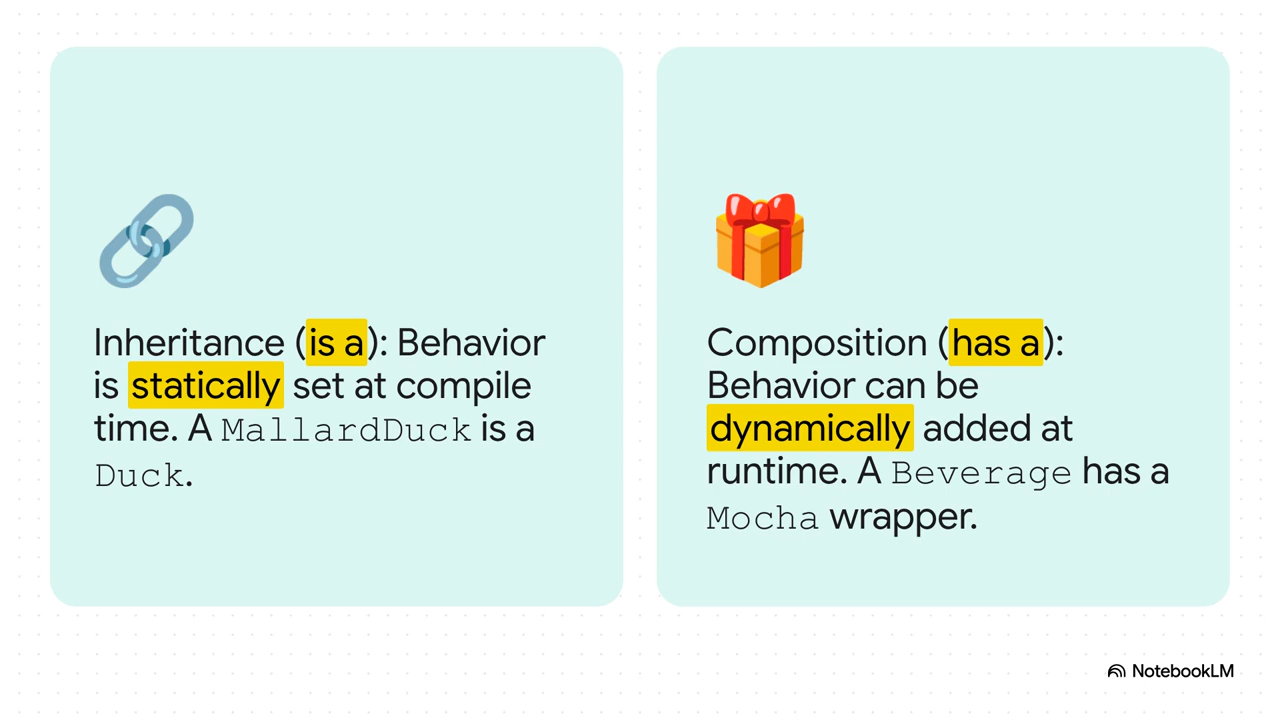 Inheritance (is a): Behavior
is statically set at compile
time. A MallardDuck is a
Duck.
Composition (has a):
Behavior can be
dynamically added at
runtime. A Beverage has a
Mocha wrapper.
NotebookLM